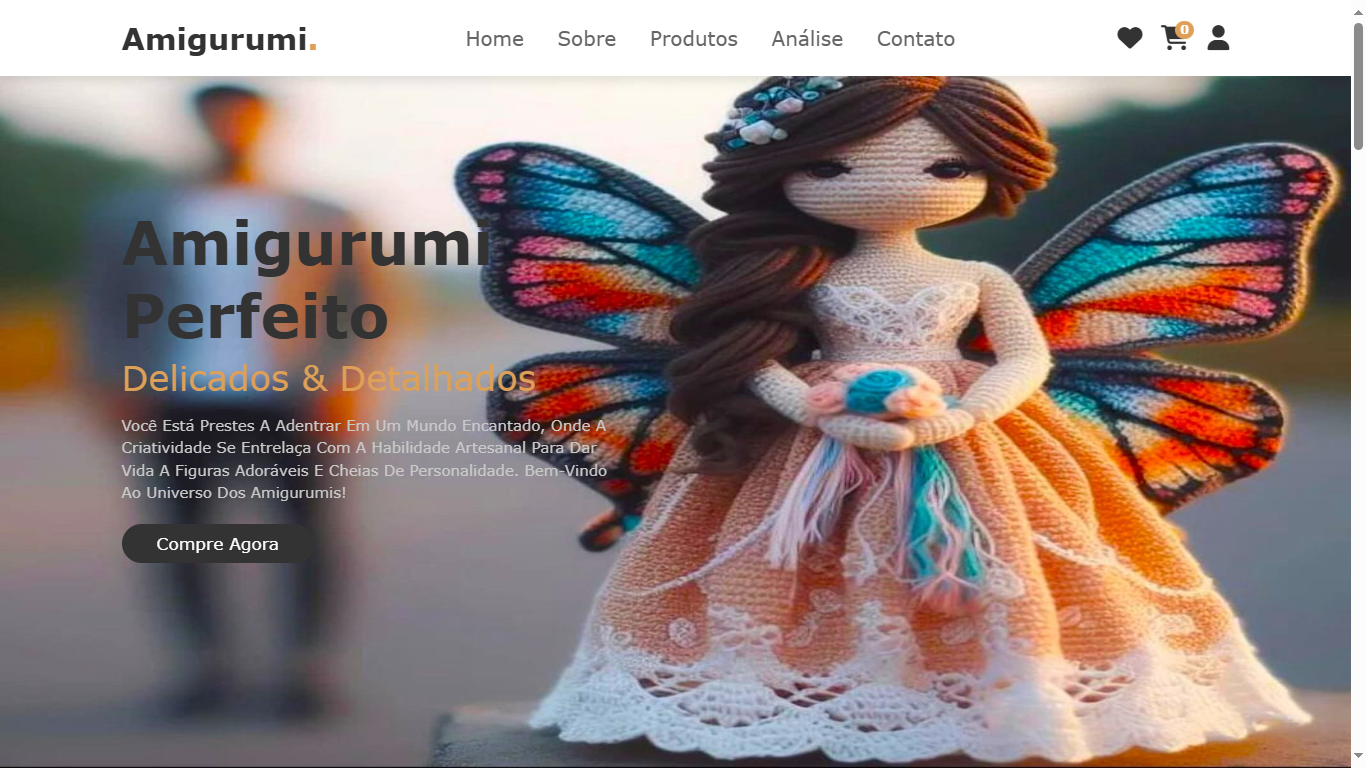 Amigurumi.
Home Sobre Produtos Análise Contato
0
Amigurumi
Perfeito
Delicados & Detalhados
Você Está Prestes A Adentrar Em Um Mundo Encantado, Onde A
Criatividade Se Entrelaça Com A Habilidade Artesanal Para Dar
Vida A Figuras Adoráveis E Cheias De Personalidade. Bem-Vindo
Ao Universo Dos Amigurumis!
Compre Agora